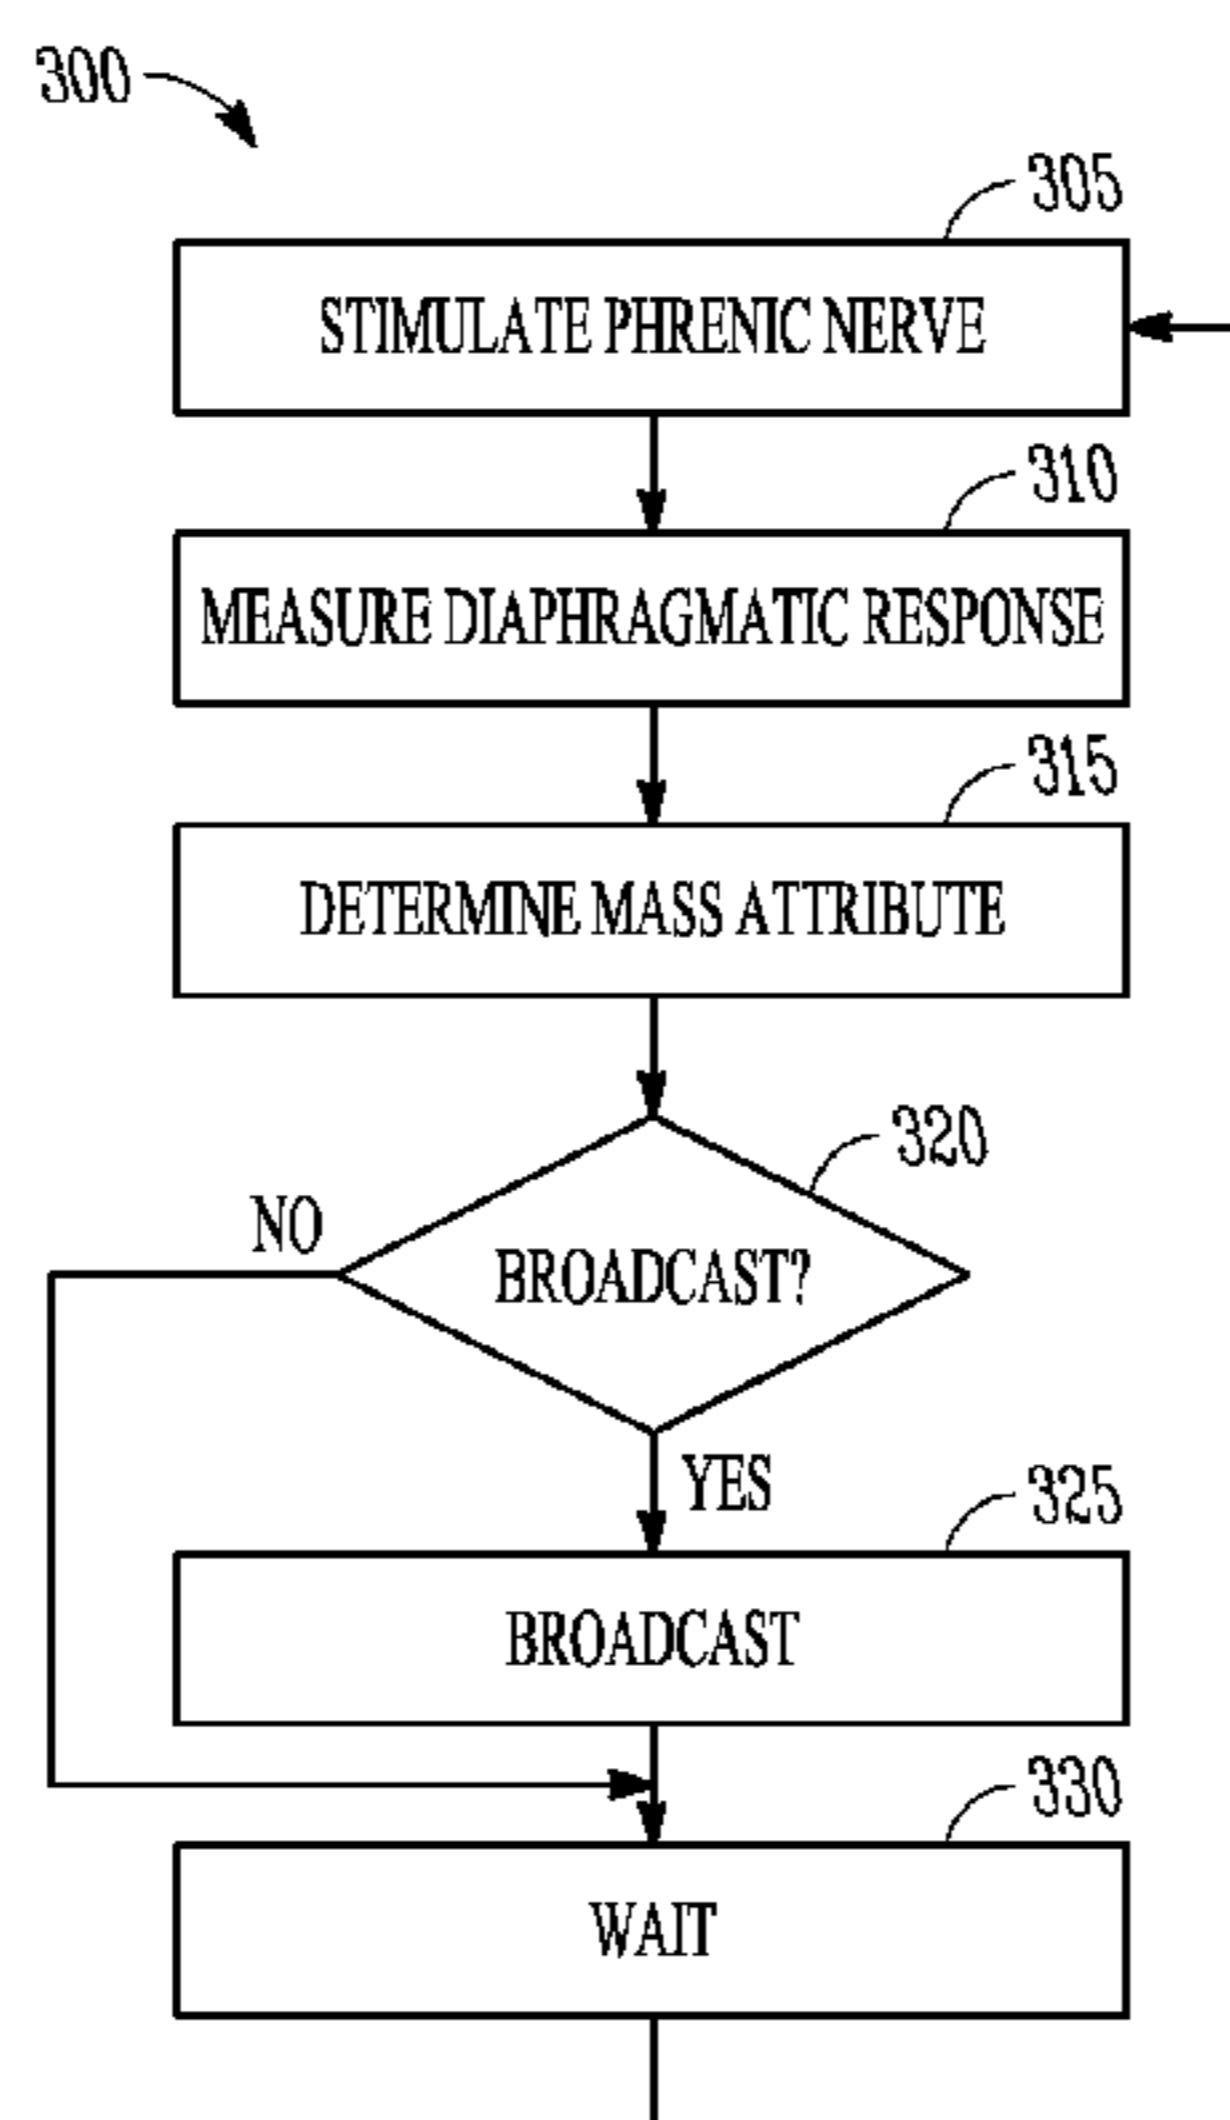 300
305
STIMULATE PHRENIC NERVE
310
MEASURE DIAPHRAGMATIC RESPONSE
315
DETERMINE MASS ATTRIBUTE
320
NO
BROADCAST?
YES
325
BROADCAST
330
WAIT